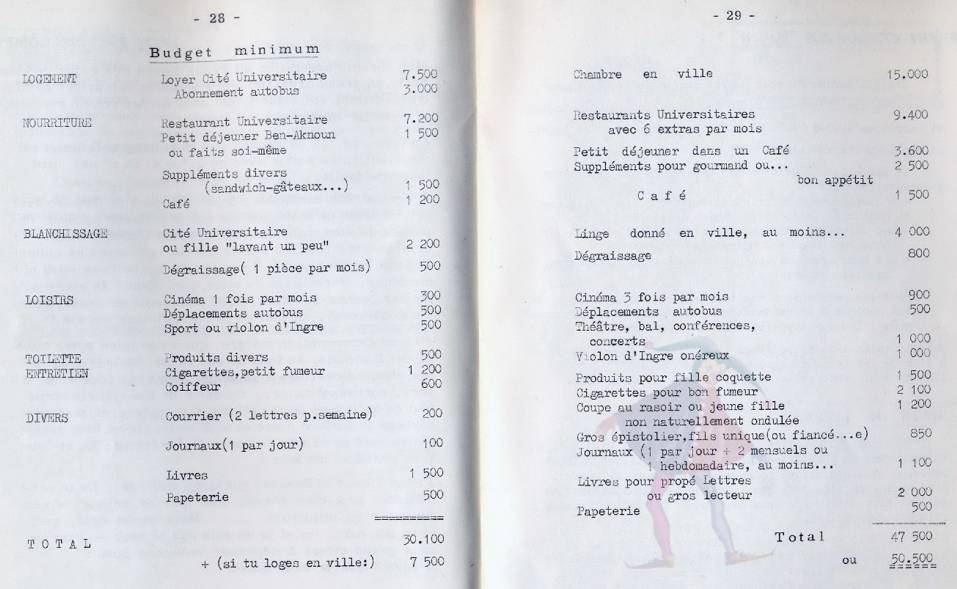 - 28 -
Budget minimum
LOGEMENT Loyer Cité Universitaire 7.500
Abonnement autobus 3.000
NOURRITURE Restaurant Universitaire 7.200
Petit déjeuner Ben-Aknoun 1 500
ou faits soi-même
Suppléments divers
(sandwich-gâteaux...) 1 500
Café 1 200
BLANCHISSAGE Cité Universitaire
ou fille "lavant un peu" 2 200
Dégraissage( 1 pièce par mois) 500
LOISIRS Cinéma 1 fois par mois 300
Déplacements autobus 500
Sport ou violon d'Ingre 500
TOILETTE Produits divers 500
ENTRETIEN Cigarettes,petit fumeur 1 200
Coiffeur 600
DIVERS Courrier (2 lettres p.semaine) 200
Journaux(1 par jour) 100
Livres 1 500
Papeterie 500
==========
T O T A L 30.100
+ (si tu loges en ville:) 7 500
- 29 -
Chambre en ville 15.000
Restaurants Universitaires 9.400
avec 6 extras par mois
Petit déjeuner dans un Café 3.600
Suppléments pour gourmand ou... 2 500
bon appétit
C a f é 1 500
Linge donné en ville, au moins... 4 000
Dégraissage 800
Cinéma 3 fois par mois 900
Déplacements autobus 500
Théâtre, bal, conférences,
concerts 1 000
Violon d'Ingre onéreux 1 000
Produits pour fille coquette 1 500
Cigarettes pour bon fumeur 2 100
Coupe au rasoir ou jeune fille 1 200
non naturellement ondulée
Gros épistolier,fils unique(ou fiancé...e) 850
Journaux (1 par jour + 2 mensuels ou
1 hebdomadaire, au moins... 1 100
Livres pour propé Lettres
ou gros lecteur 2 000
Papeterie 500
Total 47 500
ou 50.500